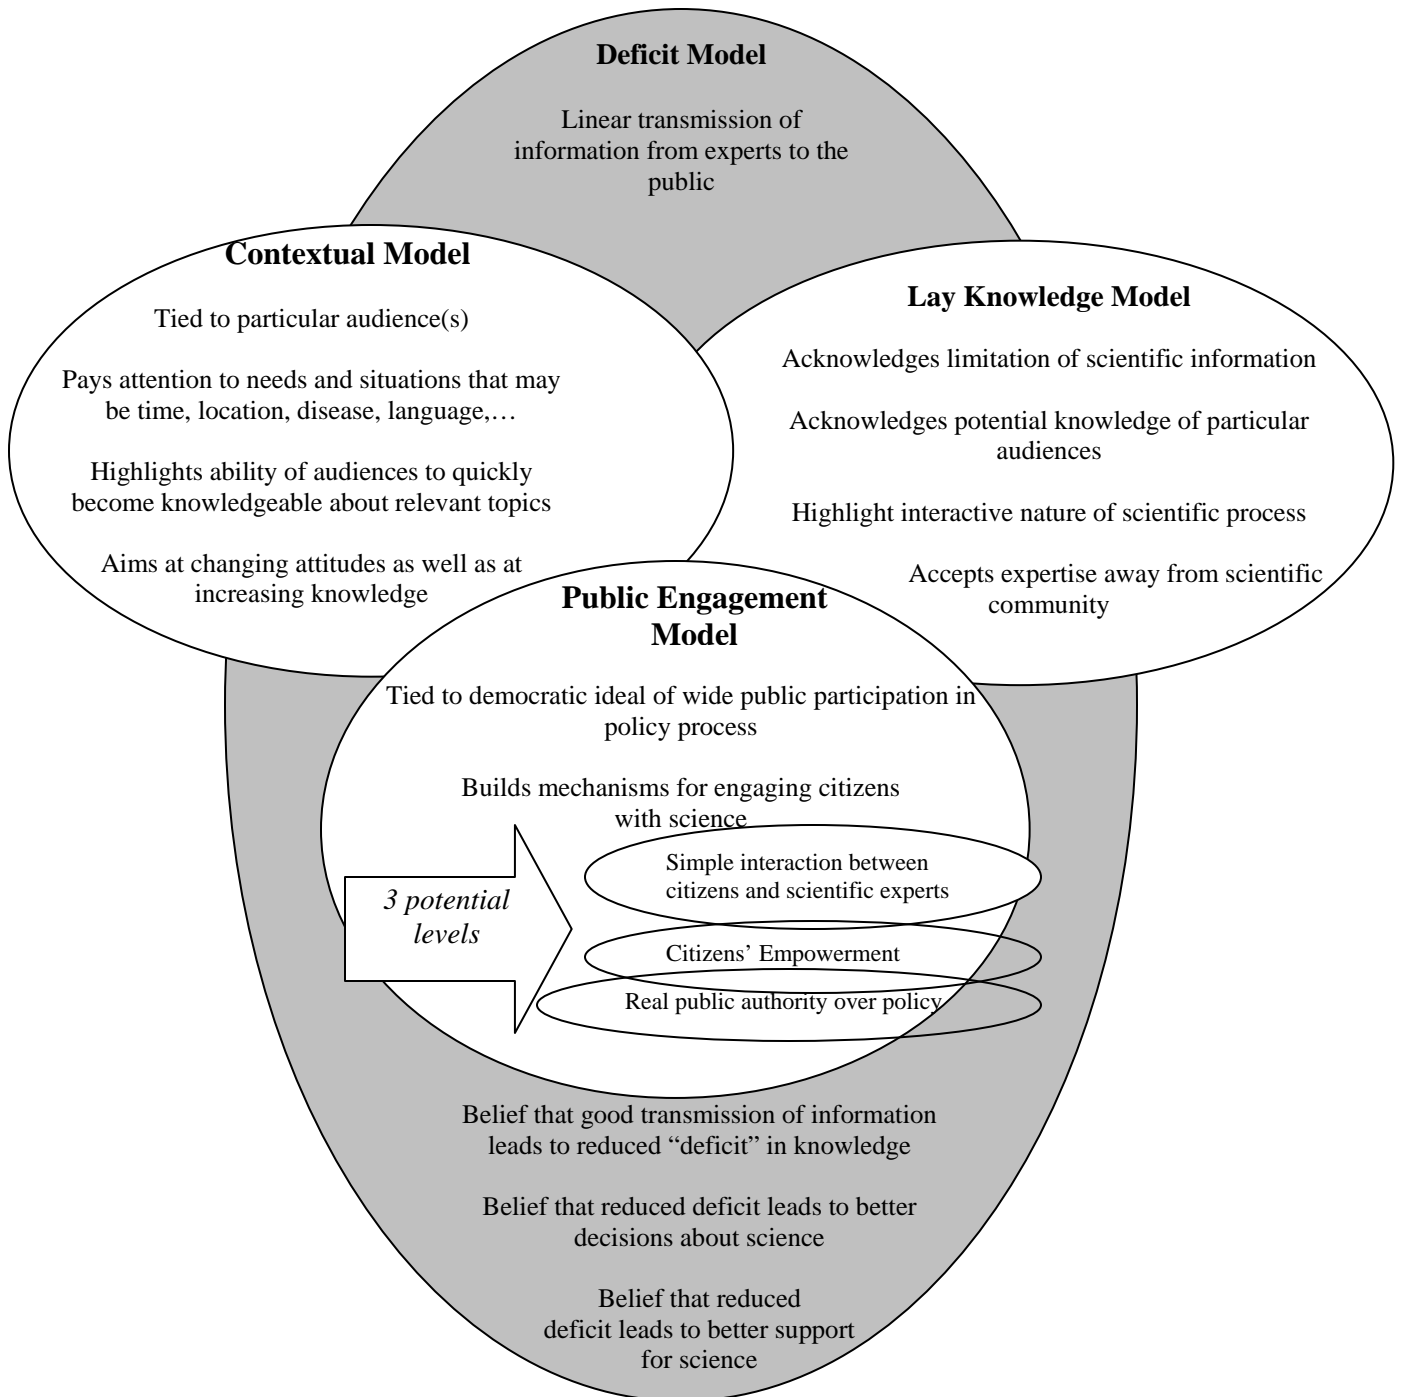 Deficit Model
Linear transmission of
information from experts to the
public
Contextual Model
Tied to particular audience(s)
Pays attention to needs and situations that may
be time, location, disease, language,…
Highlights ability of audiences to quickly
become knowledgeable about relevant topics
Aims at changing attitudes as well as at
increasing knowledge
Lay Knowledge Model
Acknowledges limitation of scientific information
Acknowledges potential knowledge of particular
audiences
Highlight interactive nature of scientific process
Accepts expertise away from scientific
community
Public Engagement
Model
Tied to democratic ideal of wide public participation in
policy process
Builds mechanisms for engaging citizens
with science
3 potential
levels
Simple interaction between
citizens and scientific experts
Citizens’ Empowerment
Real public authority over policy
Belief that good transmission of information
leads to reduced “deficit” in knowledge
Belief that reduced deficit leads to better
decisions about science
Belief that reduced
deficit leads to better support
for science